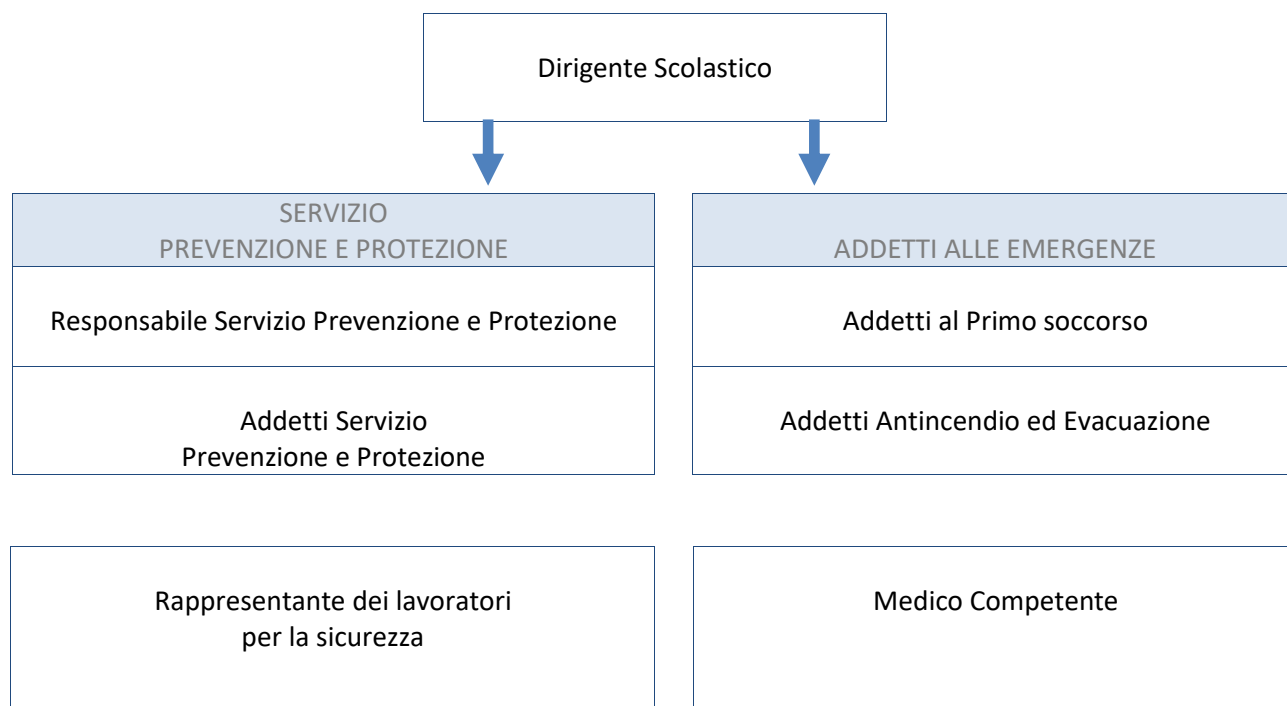 Dirigente Scolastico
SERVIZIO
PREVENZIONE E PROTEZIONE
ADDETTI ALLE EMERGENZE
Responsabile Servizio Prevenzione e Protezione
Addetti al Primo soccorso
Addetti Servizio
Prevenzione e Protezione
Addetti Antincendio ed Evacuazione
Rappresentante dei lavoratori
per la sicurezza
Medico Competente